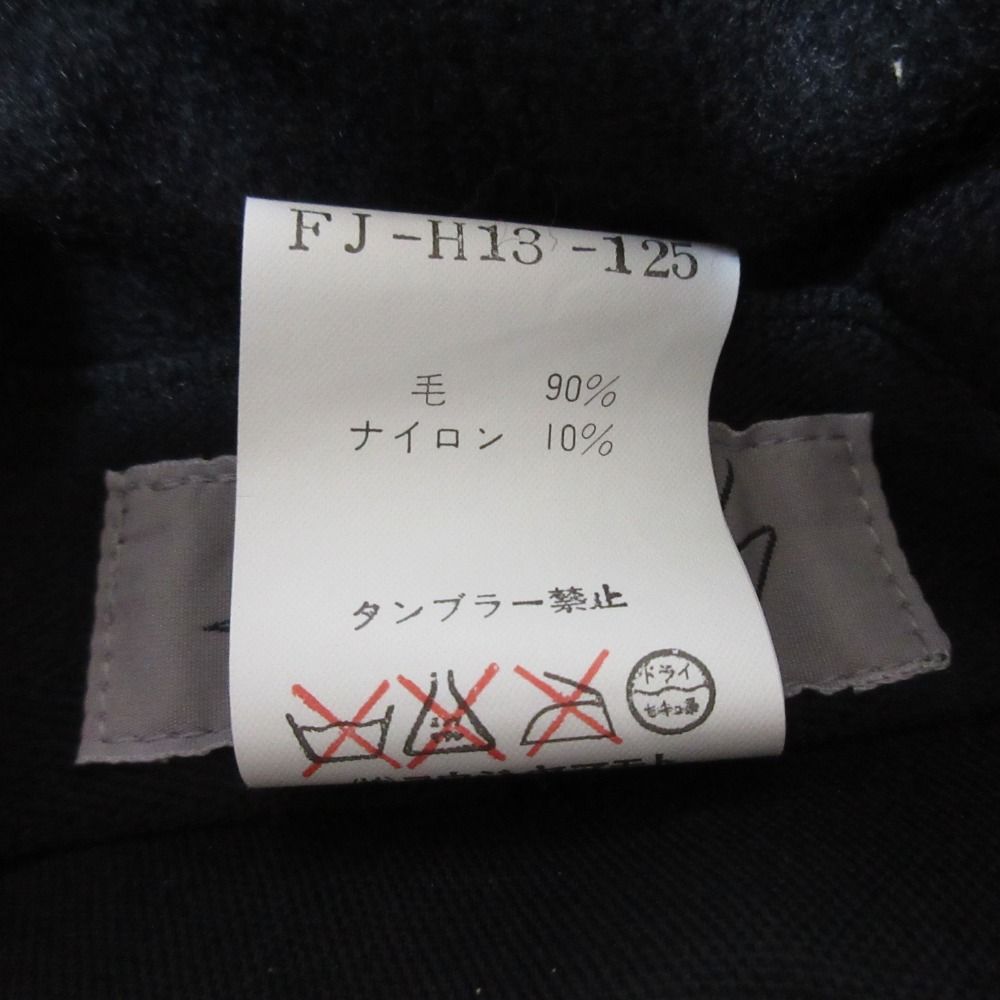 FJ-H13-125
毛 90%
ナイロン 10%
タンブラー禁止
ドライ
セキユ系